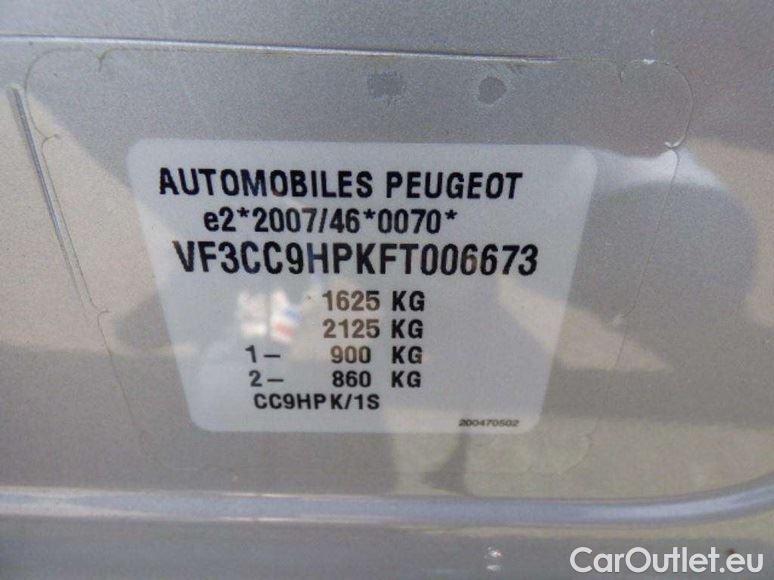 AUTOMOBILES PEUGEOT
e2*2007/46*0070*
VF3CC9HPKFT006673
1625 KG
2125 KG
1– 900 KG
2– 860 KG
CC9HPK/1S
200470502
CarOutlet.eu